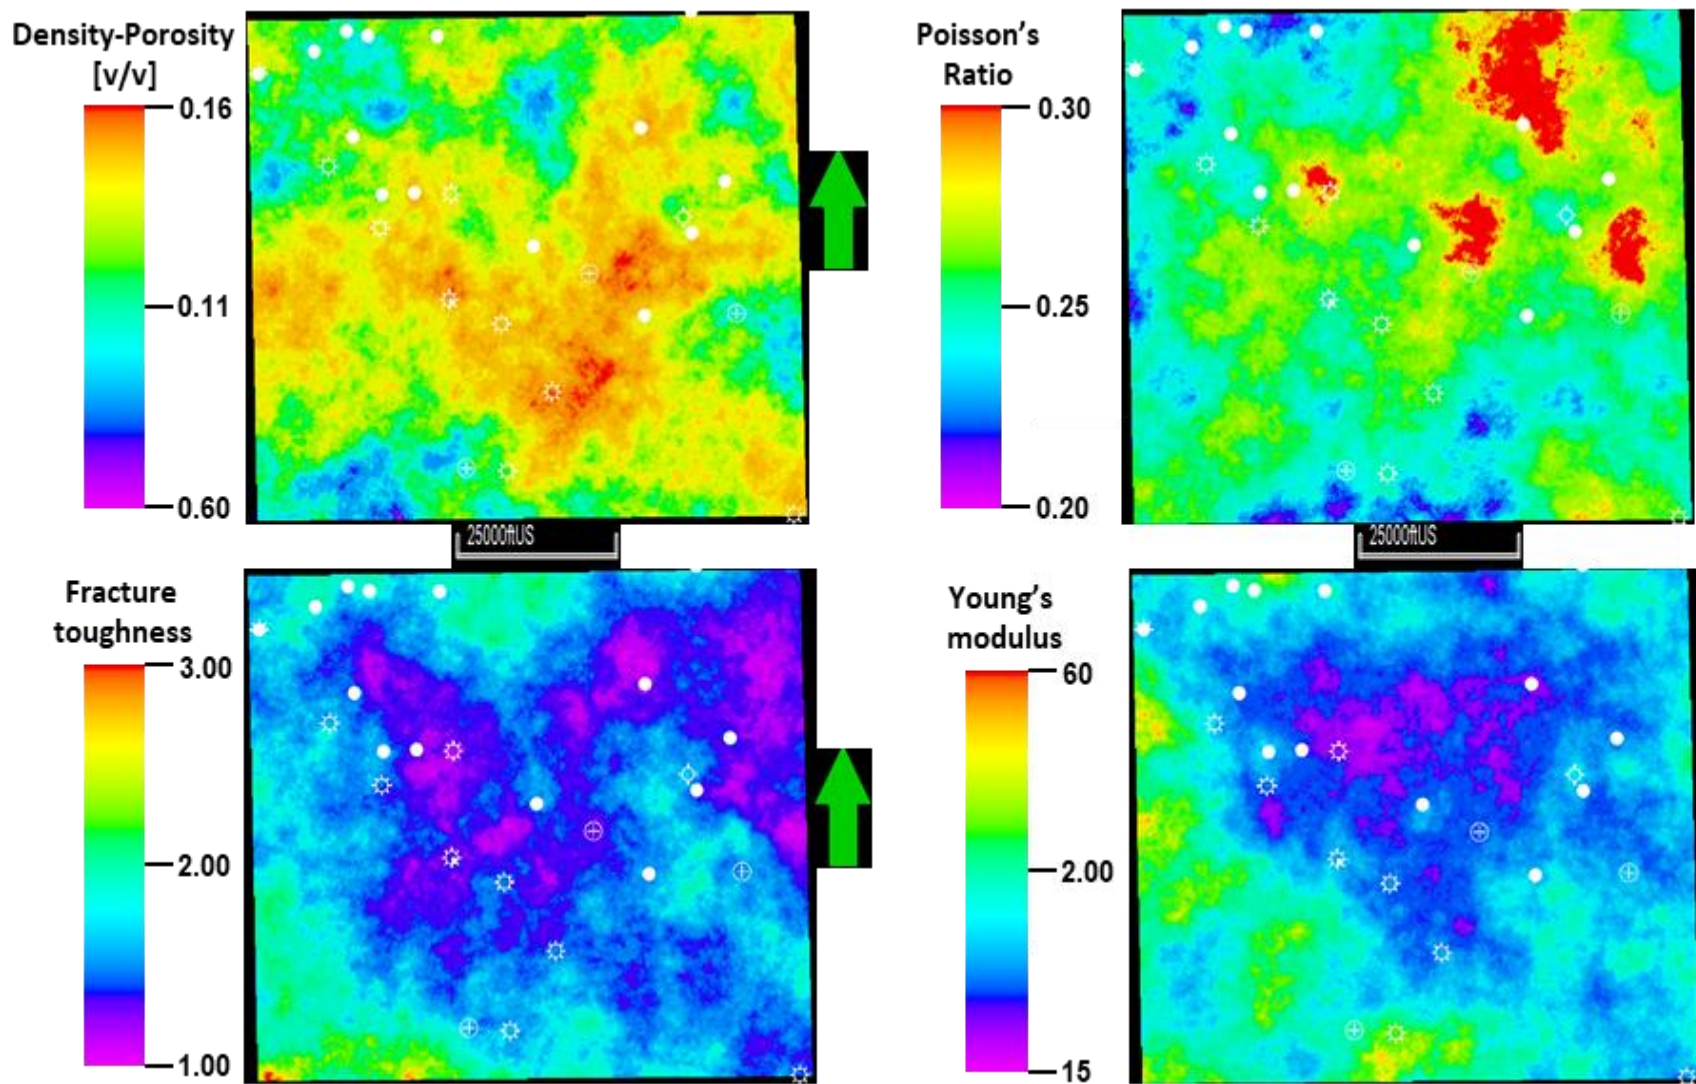 Density-Porosity
[v/v]
0.16
0.11
0.60
Poisson's
Ratio
0.30
0.25
0.20
25000ftUS
25000ftUS
Fracture
toughness
3.00
2.00
1.00
Young's
modulus
60
2.00
15